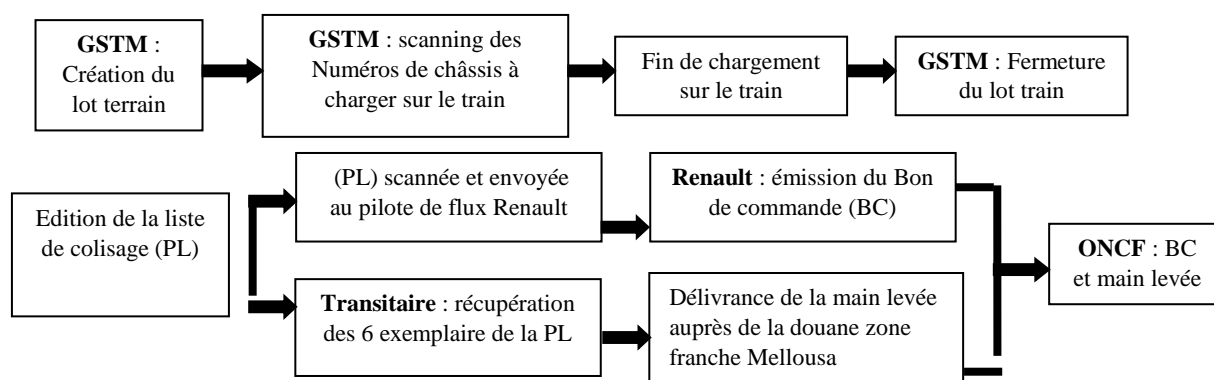 GSTM :
Création du
lot terrain
GSTM : scanning des
Numéros de châssis à
charger sur le train
Fin de chargement
sur le train
GSTM : Fermeture
du lot train
Edition de la liste
de colisage (PL)
(PL) scannée et envoyée
au pilote de flux Renault
Renault : émission du Bon
de commande (BC)
Transitaire : récupération
des 6 exemplaire de la PL
Délivrance de la main levée
auprès de la douane zone
franche Mellousa
ONCF : BC
et main levée